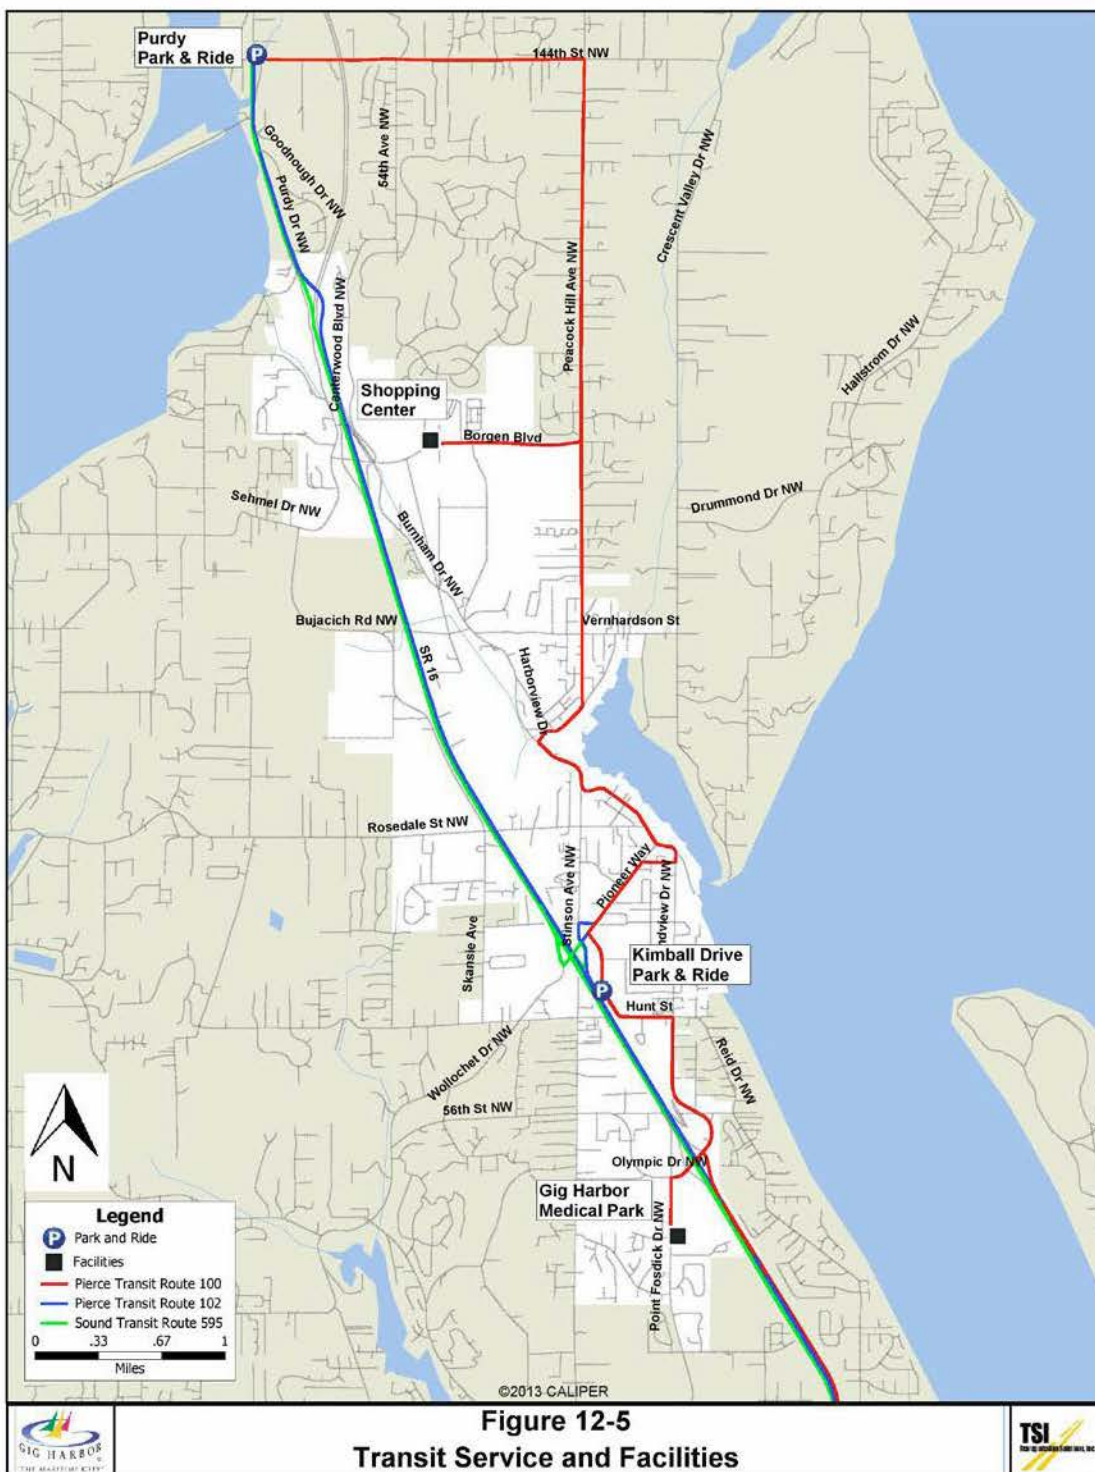 Purdy
Park & Ride
144th St NW
54th Ave NW
Goodnough Dr NW
Purdy Dr NW
Crescent Valley Dr NW
Peacock Hill Ave NW
Canterwood Blvd NW
Hallstrom Dr NW
Shopping
Center
Borgen Blvd
Sehmel Dr NW
Drummond Dr NW
Burnham Dr NW
Bujacich Rd NW
Vernhardson St
SR 16
Harborview Dr
Rosedale St NW
Stinson Ave NW
Pioneer Way
ndview Dr NW
Skansie Ave
Kimball Drive
Park & Ride
Hunt St
Reid Dr NW
Wollochet Dr NW
56th St NW
Olympic Dr NW
Gig Harbor
Medical Park
Point Fosdick Dr NW
N
Legend
P Park and Ride
Facilities
Pierce Transit Route 100
Pierce Transit Route 102
Sound Transit Route 595
0 .33 .67 1
Miles
©2013 CALIPER
GIG HARBOR
THE MARITIME CITY
Figure 12-5
Transit Service and Facilities
TSI